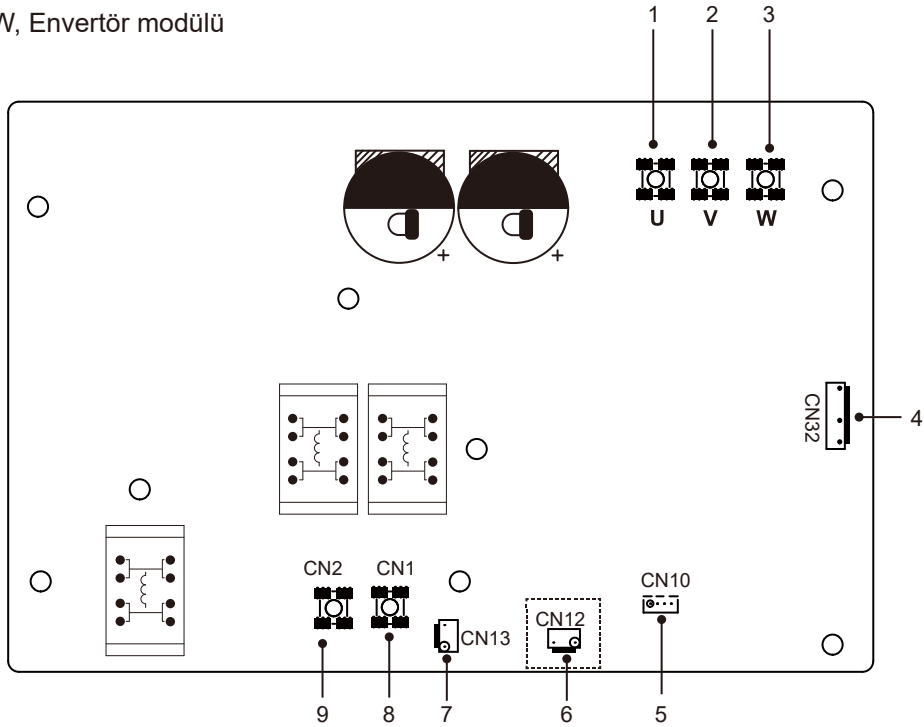 W, Envertör modülü
1 2 3
U V W
+ +
CN32
4
CN2 CN1
CN10
CN12
CN13
9 8 7 6 5